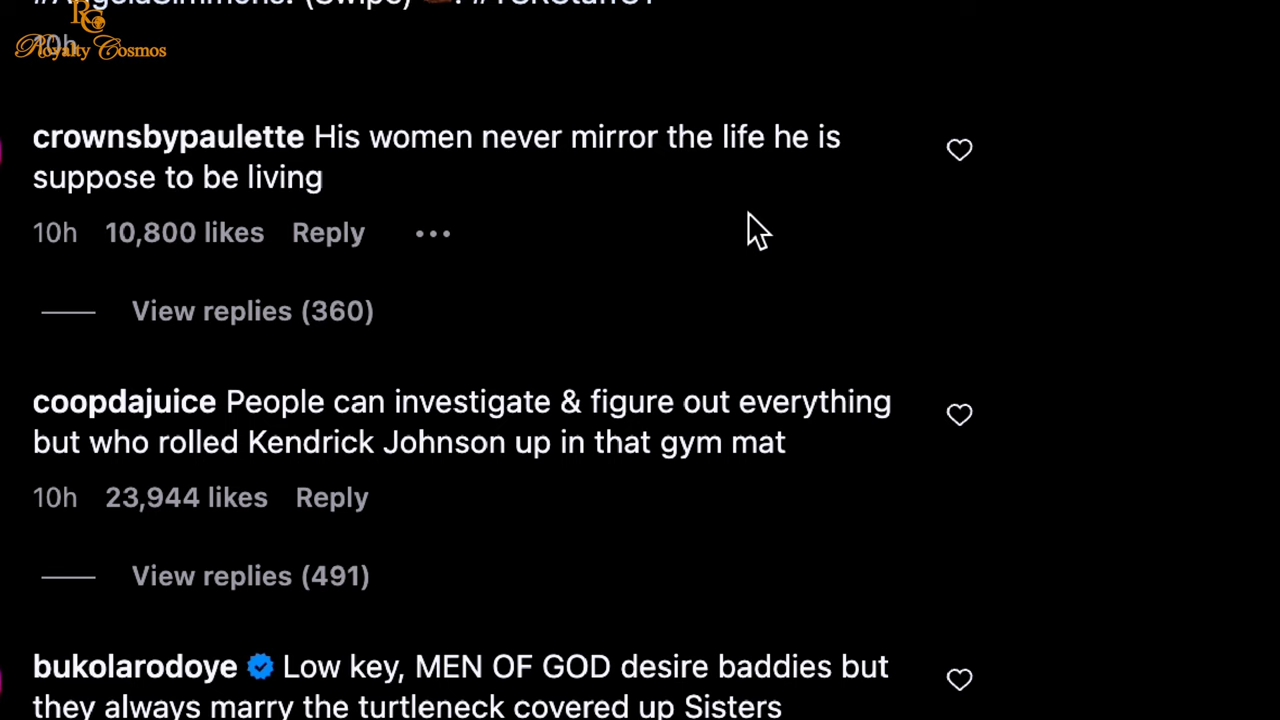 RC
Royalty Cosmos
10h
crownsbypaulette His women never mirror the life he is
suppose to be living
10h 10,800 likes Reply
View replies (360)
coopdajuice People can investigate & figure out everything
but who rolled Kendrick Johnson up in that gym mat
10h 23,944 likes Reply
View replies (491)
bukolarodoye Low key, MEN OF GOD desire baddies but
they always marry the turtleneck covered up Sisters